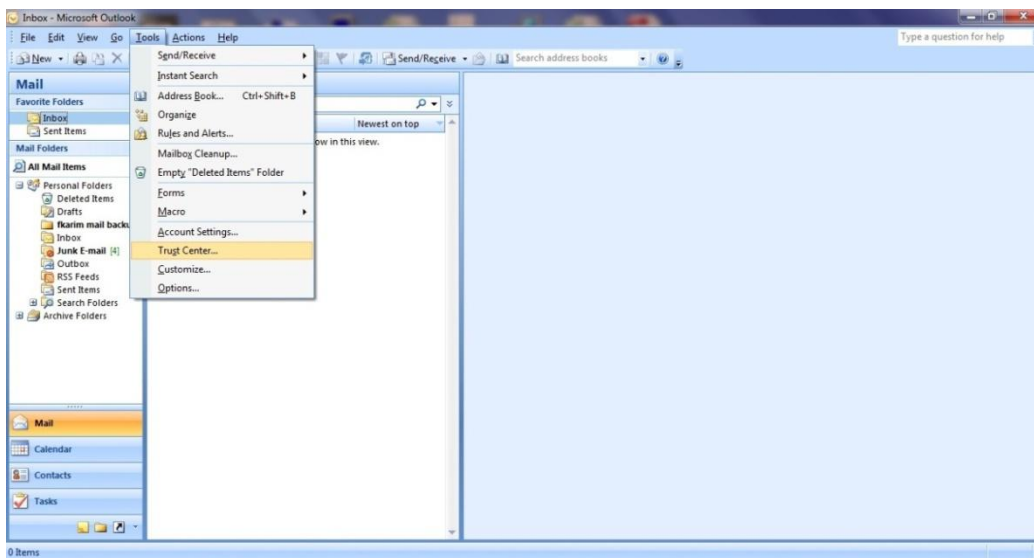 Inbox - Microsoft Outlook
File Edit View Go Tools Actions Help
Type a question for help
New
Send/Receive
Search address books
Send/Receive
Instant Search
Address Book... Ctrl+Shift+B
Organize
Rules and Alerts...
Mailbox Cleanup...
Empty "Deleted Items" Folder
Forms
Macro
Account Settings...
Trust Center...
Customize...
Options...
Newest on top
in this view.
Mail
Favorite Folders
Inbox
Sent Items
Mail Folders
All Mail Items
Personal Folders
Deleted Items
Drafts
fkarim mail
Inbox
Junk E-mail [4]
Outbox
RSS Feeds
Sent Items
Search Folders
Archive Folders
Mail
Calendar
Contacts
Tasks
0 Items